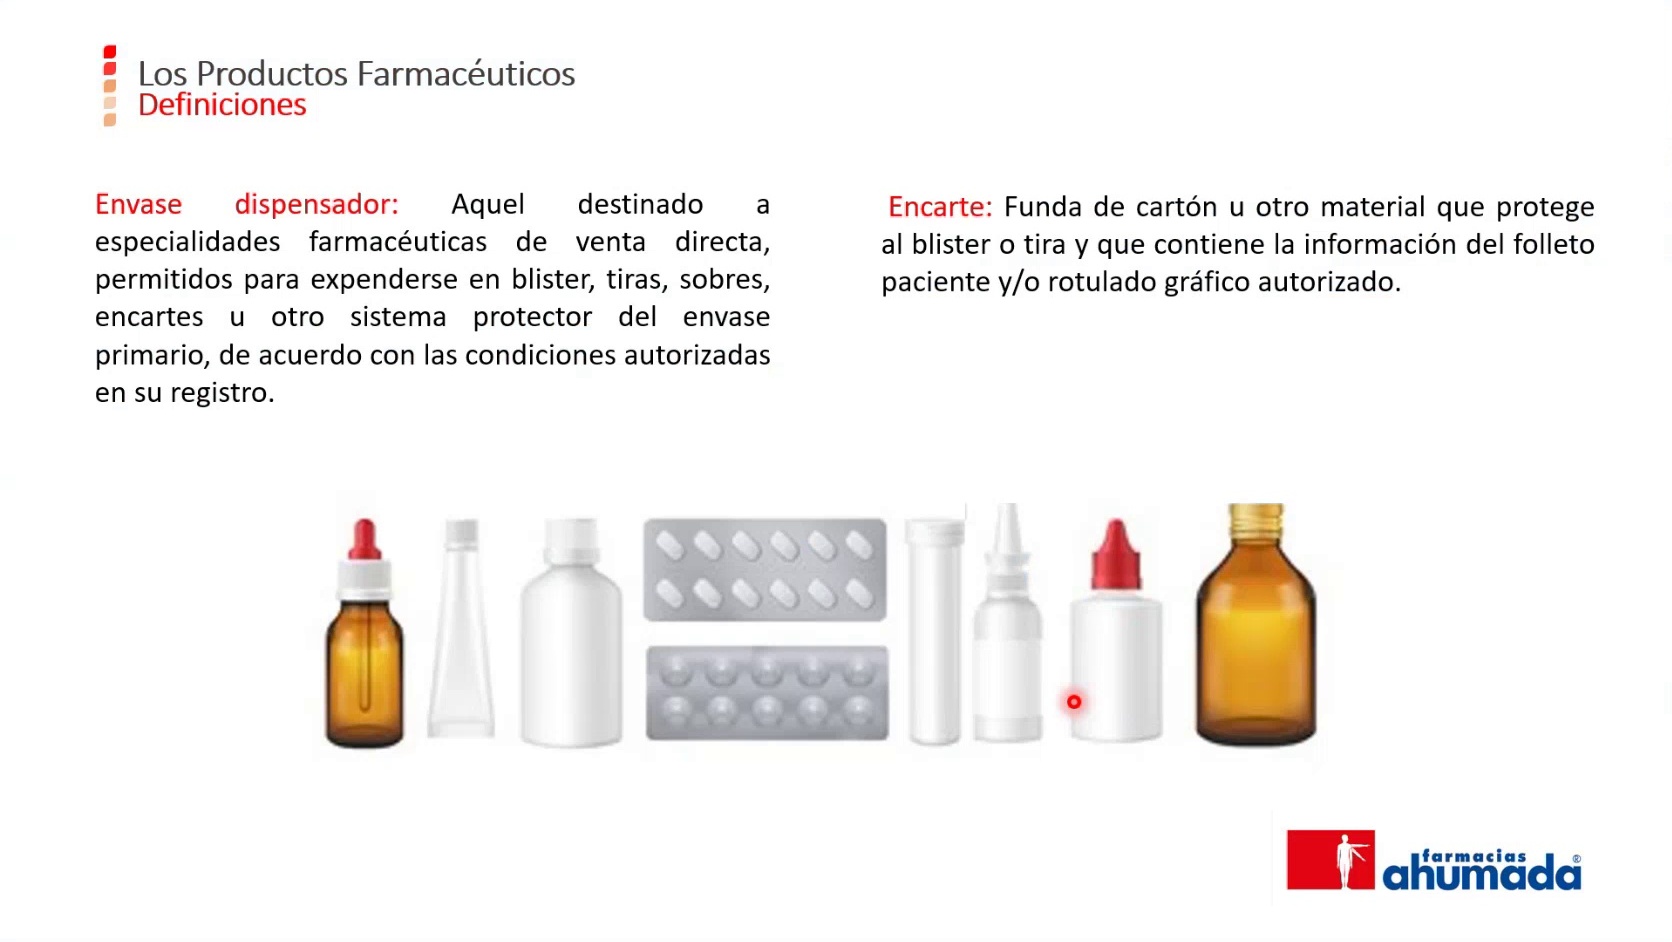 Los Productos Farmacéuticos
Definiciones
Envase dispensador: Aquel destinado a
especialidades farmacéuticas de venta directa,
permitidos para expenderse en blister, tiras, sobres,
encartes u otro sistema protector del envase
primario, de acuerdo con las condiciones autorizadas
en su registro.
Encarte: Funda de cartón u otro material que protege
al blister o tira y que contiene la información del folleto
paciente y/o rotulado gráfico autorizado.
farmacias
ahumada®